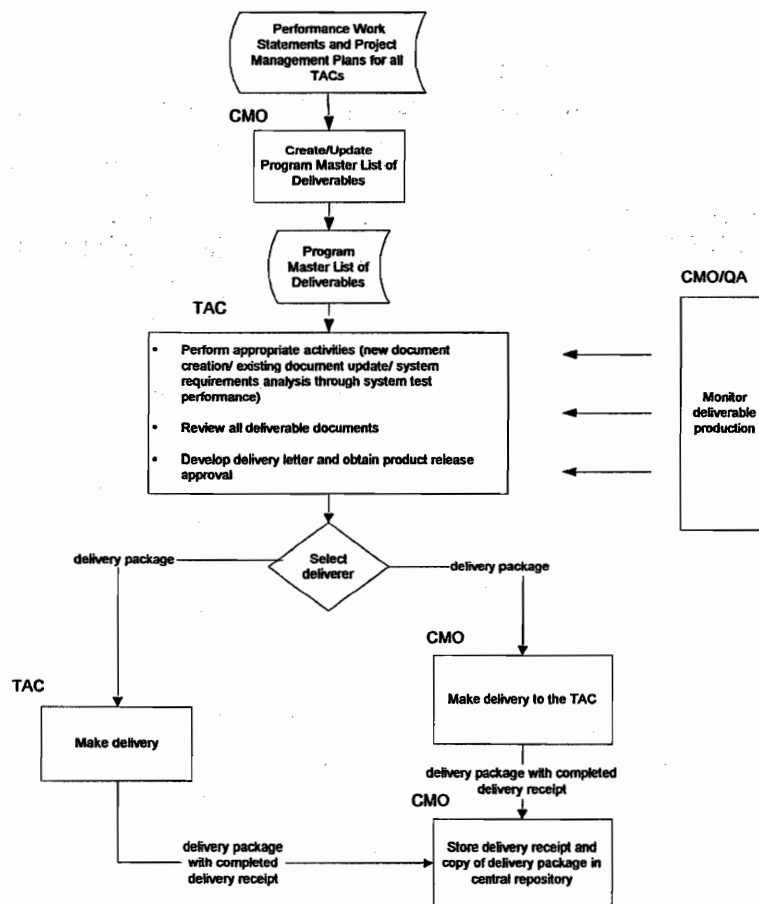 Performance Work
Statements and Project
Management Plans for all
TACs
CMO
Create/Update
Program Master List of
Deliverables
Program
Master List of
Deliverables
CMO/QA
TAC
• Perform appropriate activities (new document
creation/ existing document update/ system
requirements analysis through system test
performance)
• Review all deliverable documents
• Develop delivery letter and obtain product release
approval
Monitor
deliverable
production
Select
deliverer
delivery package
delivery package
CMO
Make delivery to the TAC
TAC
Make delivery
delivery package with completed
delivery receipt
CMO
delivery package
with completed
delivery receipt
Store delivery receipt and
copy of delivery package in
central repository